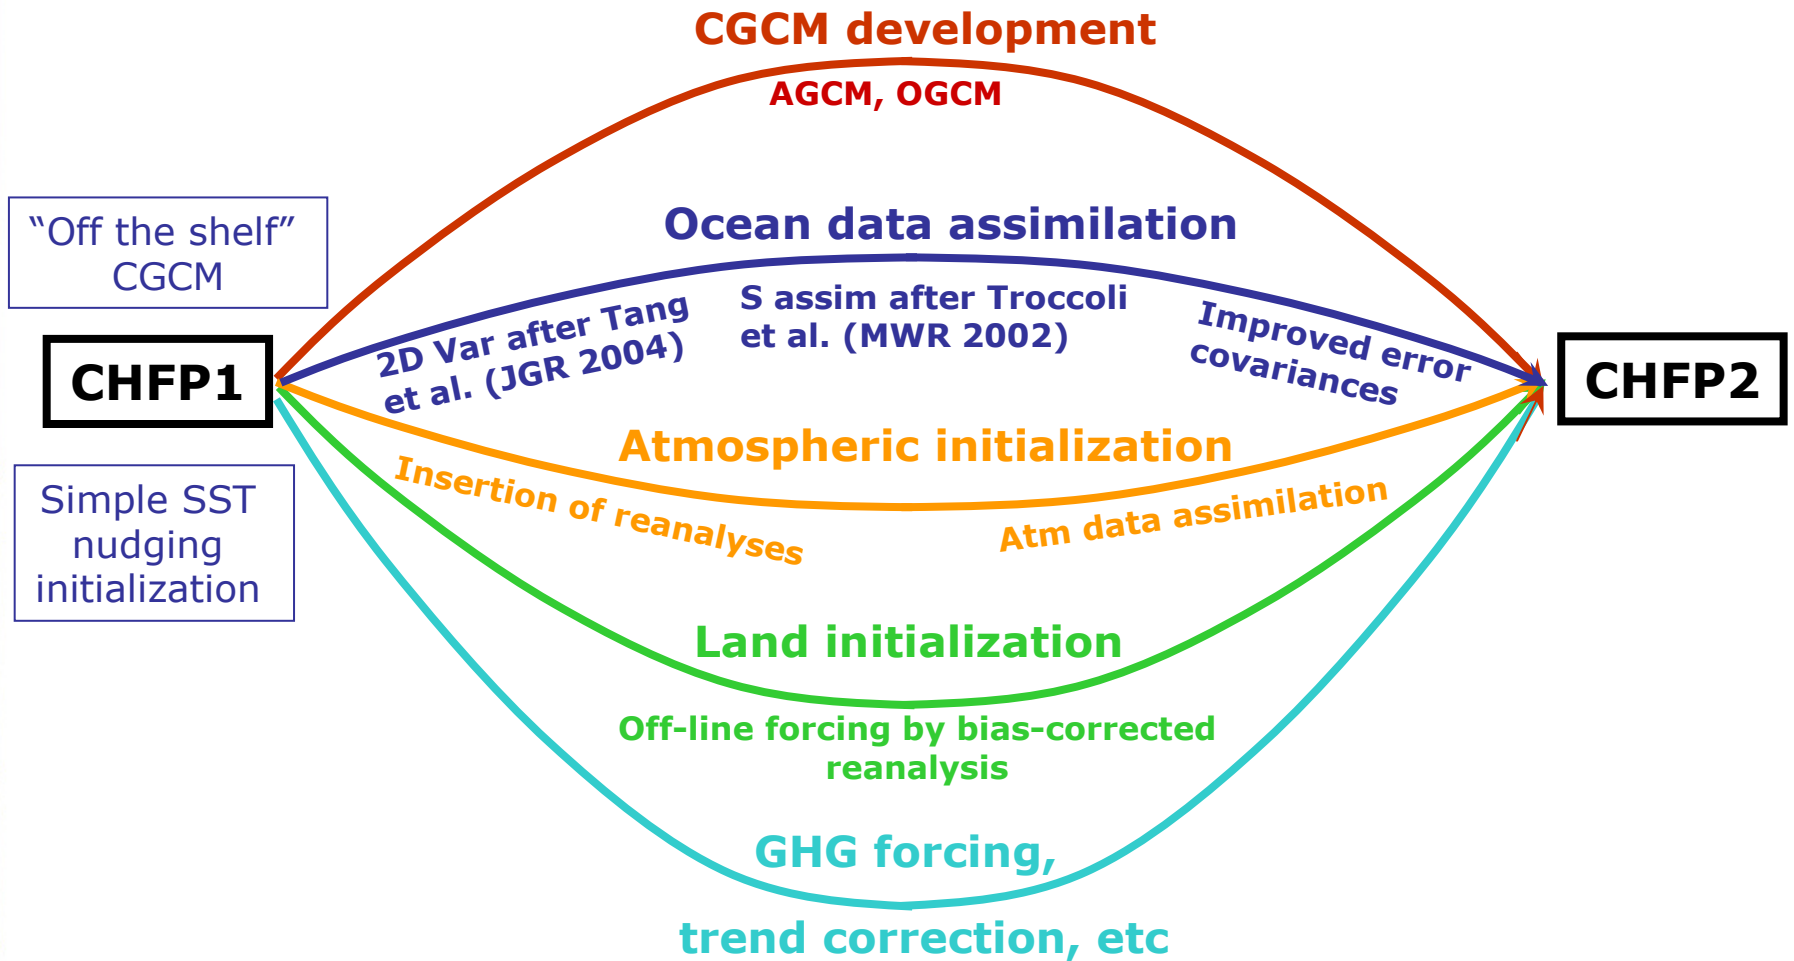 CGCM development
AGCM, OGCM
“Off the shelf”
CGCM
Ocean data assimilation
2D Var after Tang
et al. (JGR 2004)
S assim after Troccoli
et al. (MWR 2002)
Improved error
covariances
CHFP1
CHFP2
Atmospheric initialization
Insertion of reanalyses
Atm data assimilation
Simple SST
nudging
initialization
Land initialization
Off-line forcing by bias-corrected
reanalysis
GHG forcing,
trend correction, etc